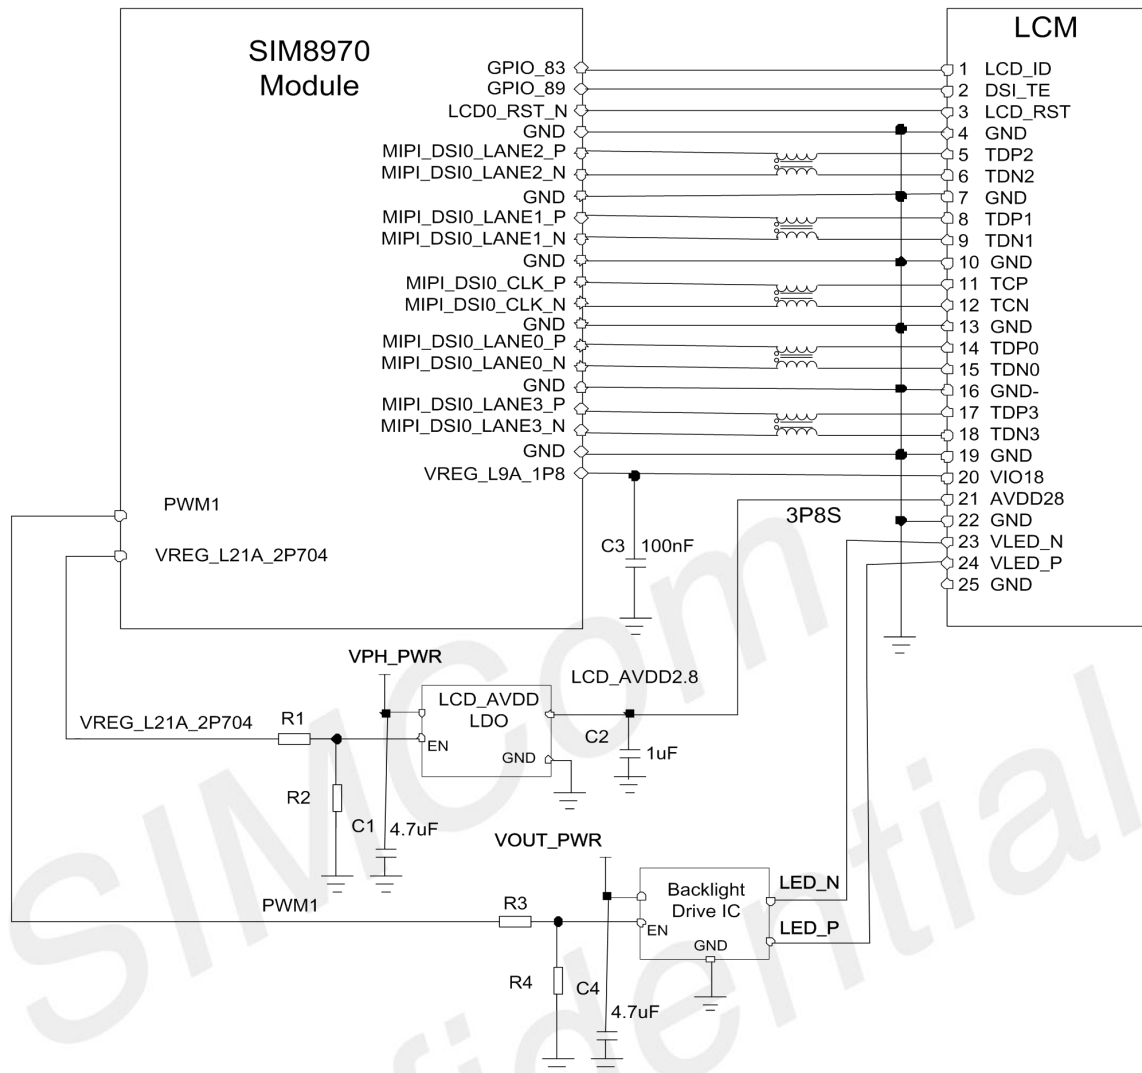 SIM8970
Module
LCM
GPIO_83
1 LCD_ID
GPIO_89
2 DSI_TE
LCD0_RST_N
3 LCD_RST
GND
4 GND
MIPI_DSI0_LANE2_P
5 TDP2
MIPI_DSI0_LANE2_N
6 TDN2
GND
7 GND
MIPI_DSI0_LANE1_P
8 TDP1
MIPI_DSI0_LANE1_N
9 TDN1
GND
10 GND
MIPI_DSI0_CLK_P
11 TCP
MIPI_DSI0_CLK_N
12 TCN
GND
13 GND
MIPI_DSI0_LANE0_P
14 TDP0
MIPI_DSI0_LANE0_N
15 TDN0
GND
16 GND-
MIPI_DSI0_LANE3_P
17 TDP3
MIPI_DSI0_LANE3_N
18 TDN3
GND
19 GND
VREG_L9A_1P8
20 VIO18
21 AVDD28
3P8S
22 GND
23 VLED_N
24 VLED_P
25 GND
PWM1
VREG_L21A_2P704
C3 100nF
VPH_PWR
LCD_AVDD
LDO
EN
GND
LCD_AVDD2.8
VREG_L21A_2P704
R1
R2
C1 4.7uF
C2
1uF
VOUT_PWR
Backlight
Drive IC
EN
GND
LED_N
LED_P
PWM1
R3
R4
C4
4.7uF
SIMCom